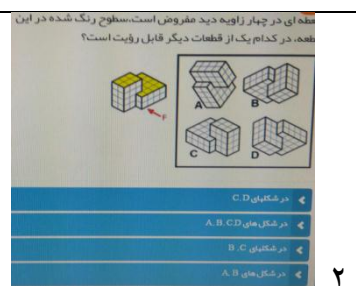 قطعه ای در چهار زاویه دید مفروض است،سطوح رنگ شده در این
قطعه، در کدام یک از قطعات دیگر قابل رؤیت است؟
F
A
B
C
D
در شکلهای C.D
در شکل های A, B, C,D
در شکلهای B ,C
در شکل های A, B
۲